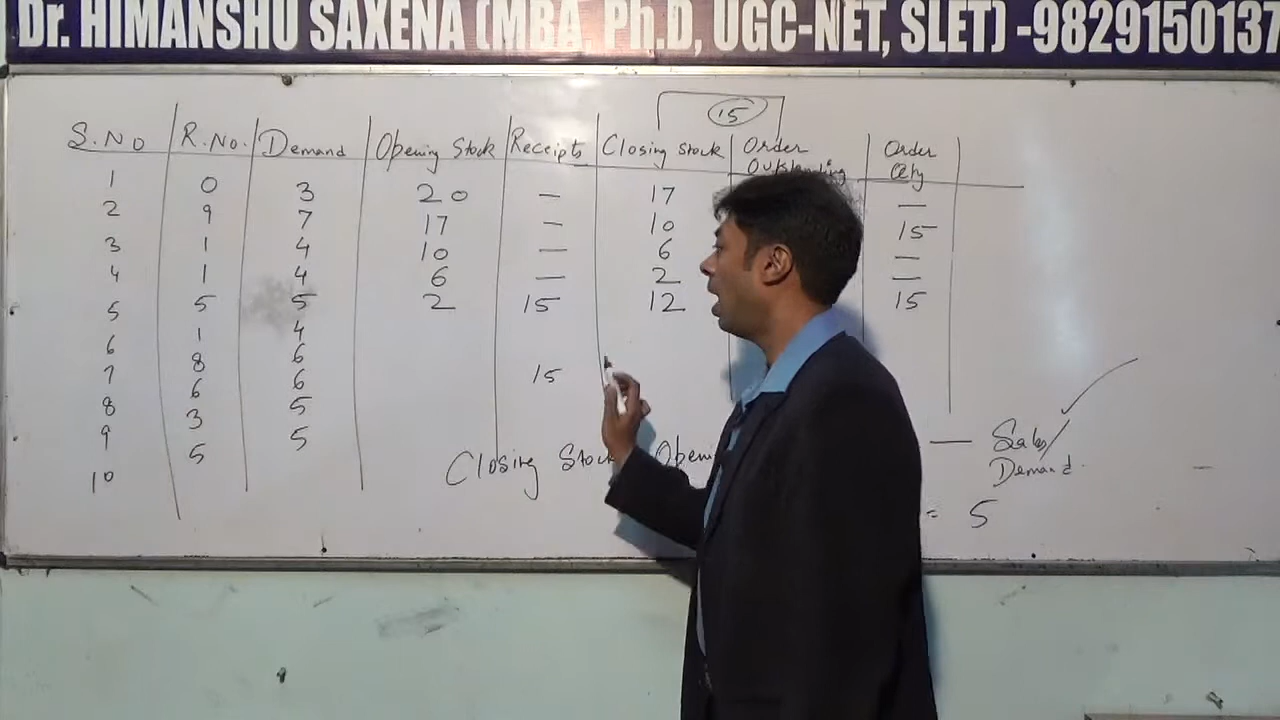 Dr. HIMANSHU SAXENA (MBA, Ph.D, UGC-NET, SLET) -9829150137
15
S.NO R.No. Demand Opening Stock Receipts Closing Stock Order Outstanding Order Qty
1 0 3 20 — 17 —
2 9 7 17 — 10 15
3 1 4 10 — 6 —
4 1 4 6 — 2 —
5 5 5 2 15 12 15
6 1 4
7 8 6 15
8 6 6
9 3 5
10 5 5
Closing Stock Openi — Sales/
Demand
= 5